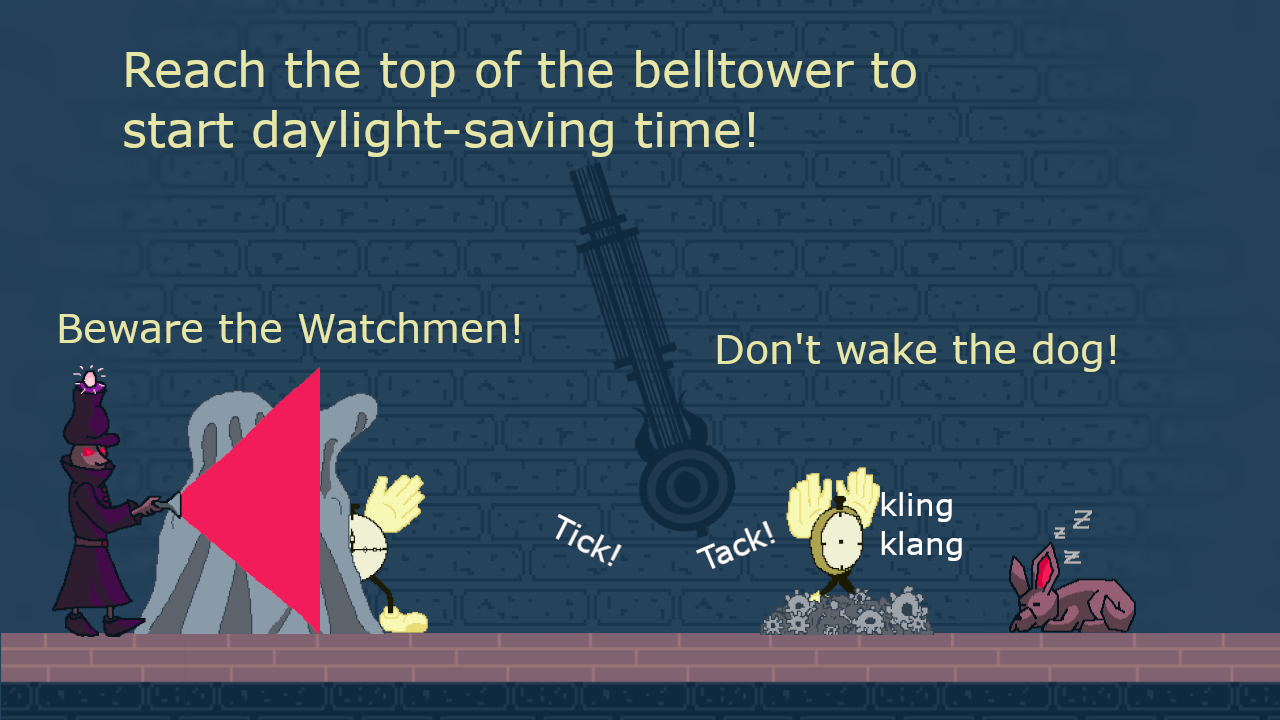 Reach the top of the belltower to
start daylight-saving time!
Beware the Watchmen!
Don't wake the dog!
Tick!
Tack!
kling
klang
z
Z
z